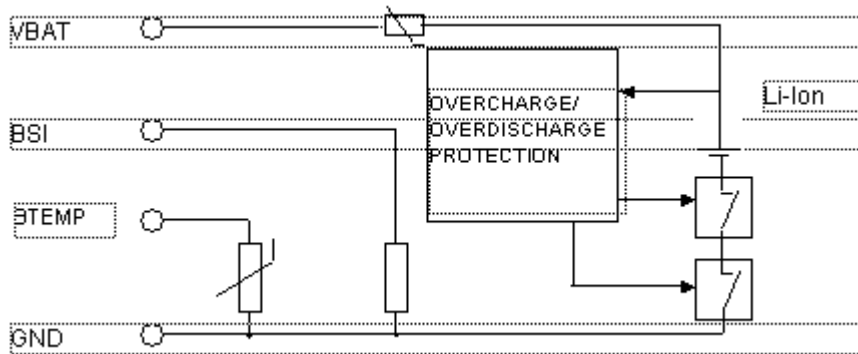 VBAT
Li-Ion
OVERCHARGE/
OVERDISCHARGE
PROTECTION
BSI
BTEMP
GND